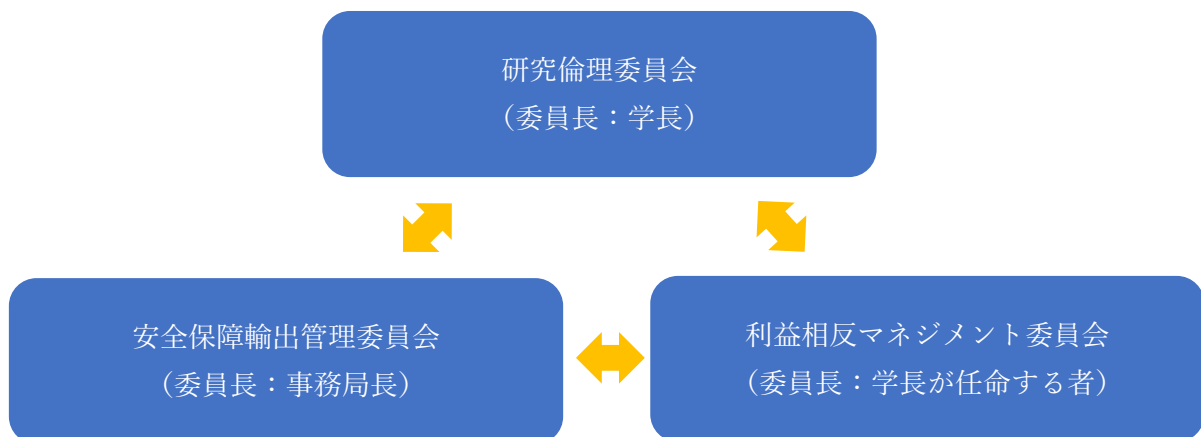 研究倫理委員会
（委員長：学長）
安全保障輸出管理委員会
（委員長：事務局長）
利益相反マネジメント委員会
（委員長：学長が任命する者）